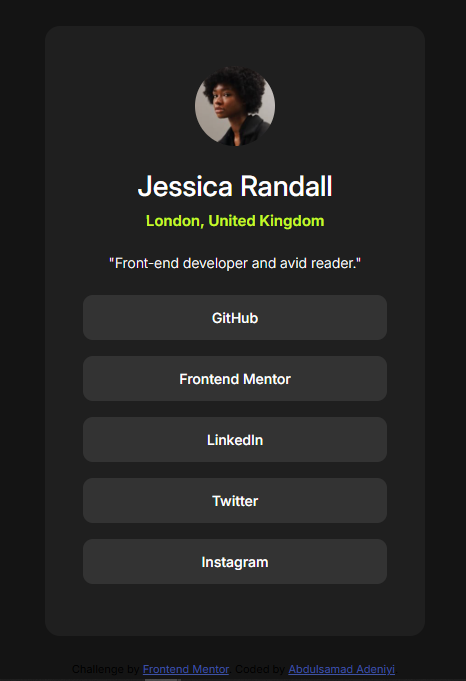 Jessica Randall
London, United Kingdom
"Front-end developer and avid reader."
GitHub
Frontend Mentor
LinkedIn
Twitter
Instagram
Challenge by Frontend Mentor Coded by Abdulsamad Adeniyi